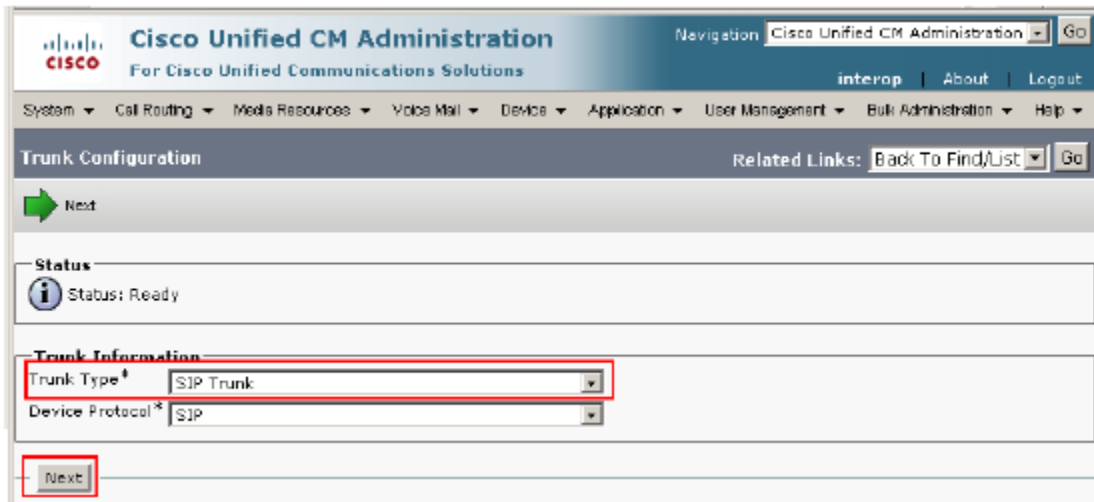 Cisco Unified CM Administration
Navigation Cisco Unified CM Administration Go
CISCO
For Cisco Unified Communications Solutions
interop | About | Logout
System Call Routing Media Resources Voice Mail Device Application User Management Bulk Administration Help
Trunk Configuration
Related Links: Back To Find/List Go
Next
Status
Status: Ready
Trunk Information
Trunk Type* SIP Trunk
Device Protocol* SIP
Next